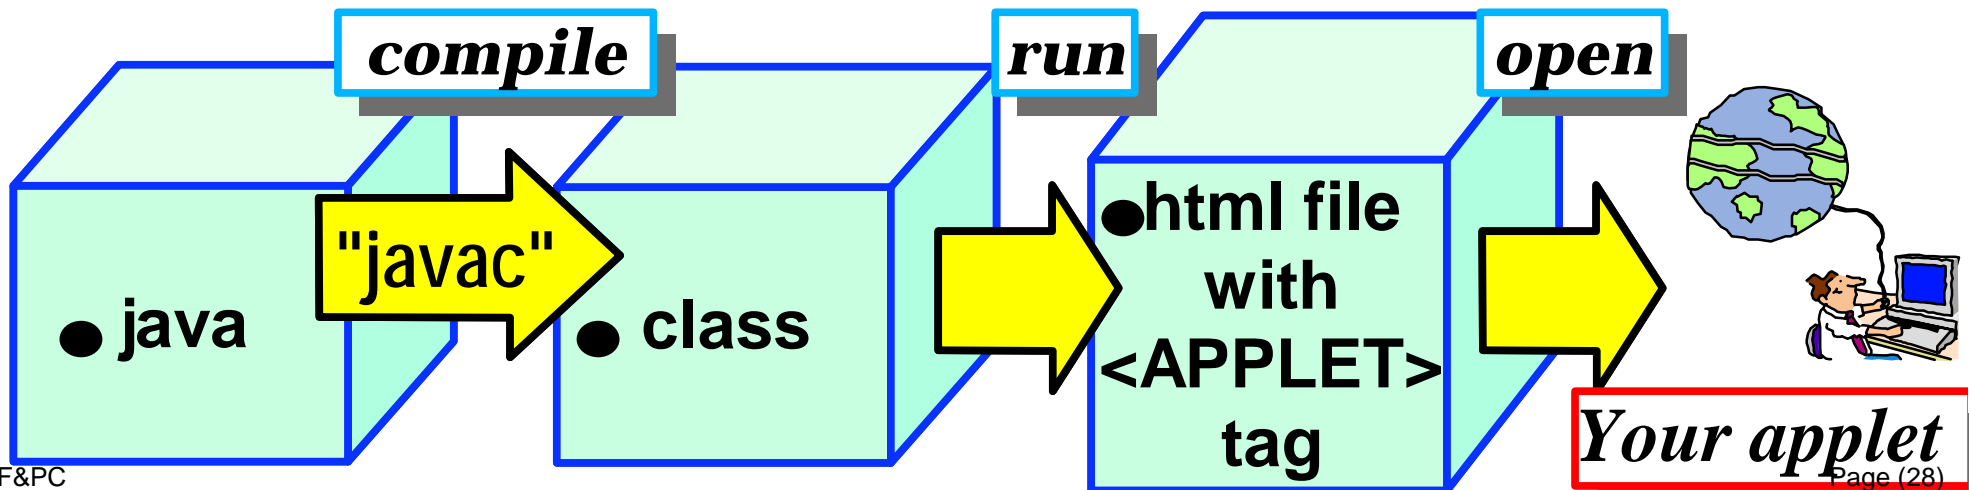 compile
run
open
"javac"
● java
● class
●html file
with
<APPLET>
tag
Your applet
F&PC
Page (28)